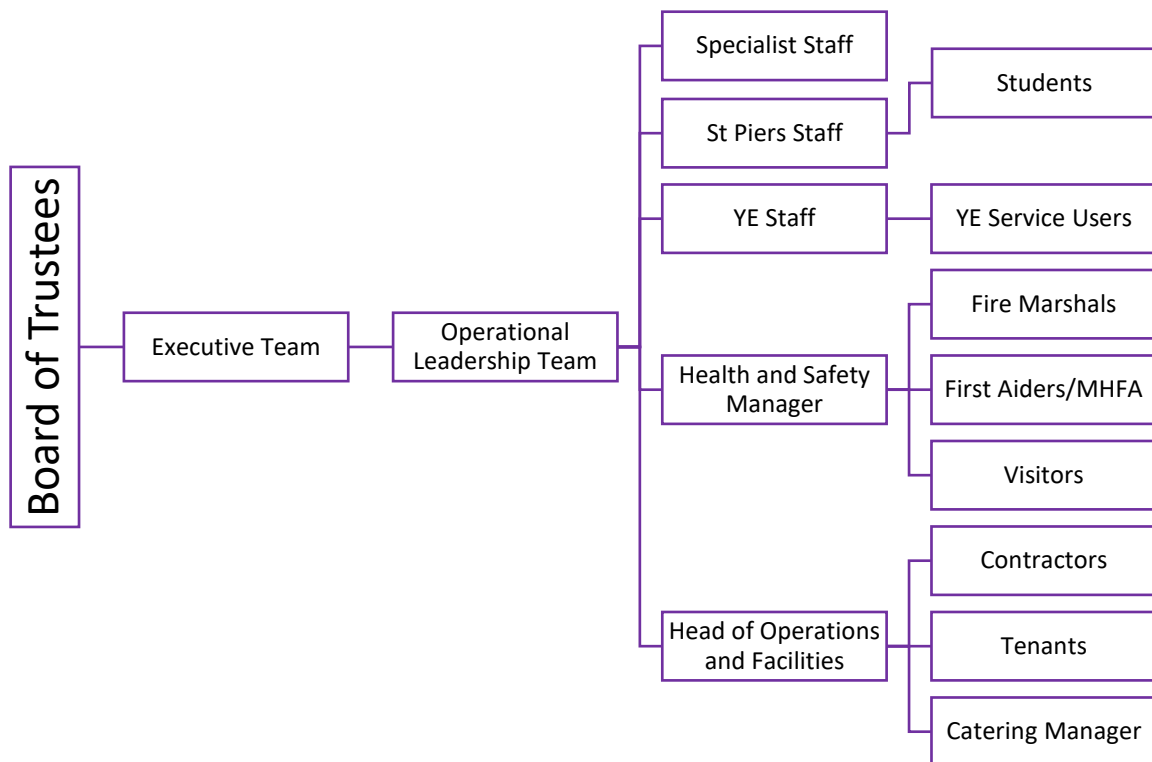 Board of Trustees
Executive Team
Operational
Leadership Team
Specialist Staff
St Piers Staff
Students
YE Staff
YE Service Users
Health and Safety
Manager
Fire Marshals
First Aiders/MHFA
Visitors
Head of Operations
and Facilities
Contractors
Tenants
Catering Manager